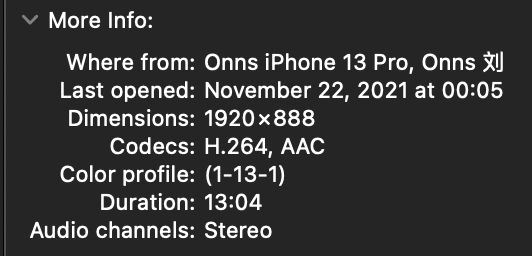 More Info:
Where from: Onns iPhone 13 Pro, Onns 刘
Last opened: November 22, 2021 at 00:05
Dimensions: 1920×888
Codecs: H.264, AAC
Color profile: (1-13-1)
Duration: 13:04
Audio channels: Stereo